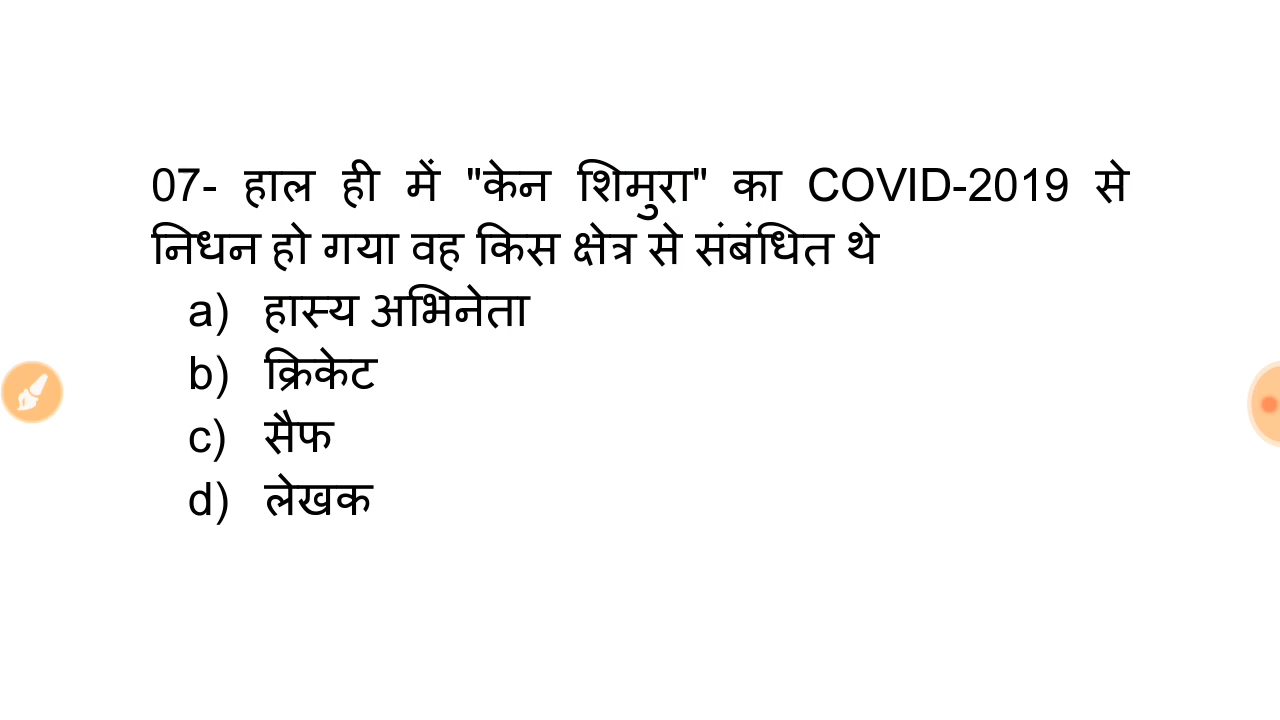 07- हाल ही में "केन शिमुरा" का COVID-2019 से
निधन हो गया वह किस क्षेत्र से संबंधित थे
a) हास्य अभिनेता
b) क्रिकेट
c) सैफ
d) लेखक